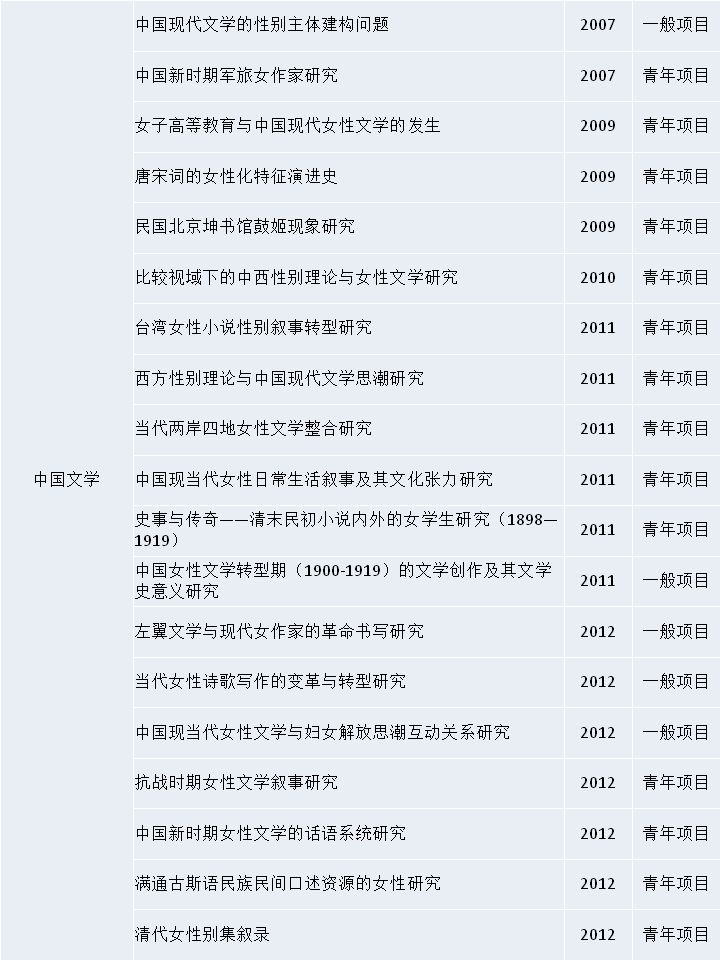 中国现代文学的性别主体建构问题 2007 一般项目
中国新时期军旅女作家研究 2007 青年项目
女子高等教育与中国现代女性文学的发生 2009 青年项目
唐宋词的女性化特征演进史 2009 青年项目
民国北京坤书馆鼓姬现象研究 2009 青年项目
比较视域下的中西性别理论与女性文学研究 2010 青年项目
台湾女性小说性别叙事转型研究 2011 青年项目
西方性别理论与中国现代文学思潮研究 2011 青年项目
当代两岸四地女性文学整合研究 2011 青年项目
中国文学 中国现当代女性日常生活叙事及其文化张力研究 2011 青年项目
史事与传奇——清末民初小说内外的女学生研究（1898—
1919） 2011 青年项目
中国女性文学转型期（1900-1919）的文学创作及其文学
史意义研究 2011 一般项目
左翼文学与现代女作家的革命书写研究 2012 一般项目
当代女性诗歌写作的变革与转型研究 2012 一般项目
中国现当代女性文学与妇女解放思潮互动关系研究 2012 一般项目
抗战时期女性文学叙事研究 2012 青年项目
中国新时期女性文学的话语系统研究 2012 青年项目
满通古斯语民族民间口述资源的女性研究 2012 青年项目
清代女性别集叙录 2012 青年项目